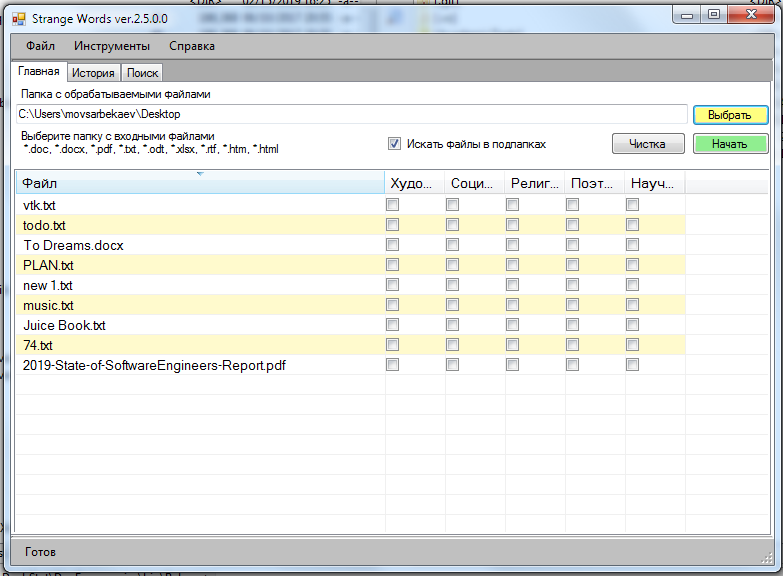 Strange Words ver.2.5.0.0
Файл Инструменты Справка
Главная История Поиск
Папка с обрабатываемыми файлами
C:\Users\movsarbekaev\Desktop Выбрать
Выберите папку с входными файлами
*.doc, *.docx, *.pdf, *.txt, *.odt, *.xlsx, *.rtf, *.htm, *.html
Искать файлы в подпапках Чистка Начать
Файл Худо... Соци... Религ... Поэт... Науч...
vtk.txt
todo.txt
To Dreams.docx
PLAN.txt
new 1.txt
music.txt
Juice Book.txt
74.txt
2019-State-of-SoftwareEngineers-Report.pdf
Готов